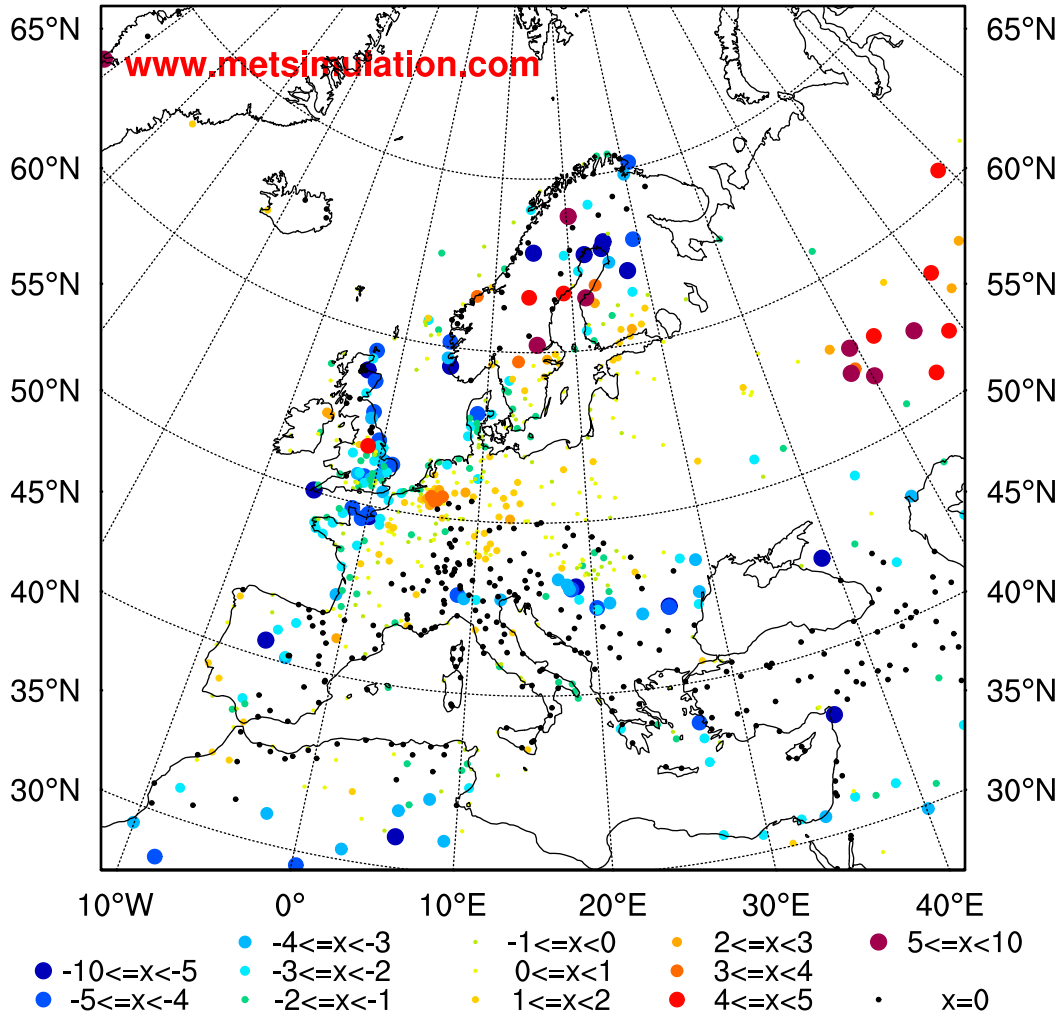 65°N 65°N
www.metsimulation.com
60°N 60°N
55°N 55°N
50°N 50°N
45°N 45°N
40°N 40°N
35°N 35°N
30°N 30°N
10°W 0° 10°E 20°E 30°E 40°E
-4<=x<-3 -1<=x<0 2<=x<3 5<=x<10
-10<=x<-5 -3<=x<-2 0<=x<1 3<=x<4
-5<=x<-4 -2<=x<-1 1<=x<2 4<=x<5 x=0